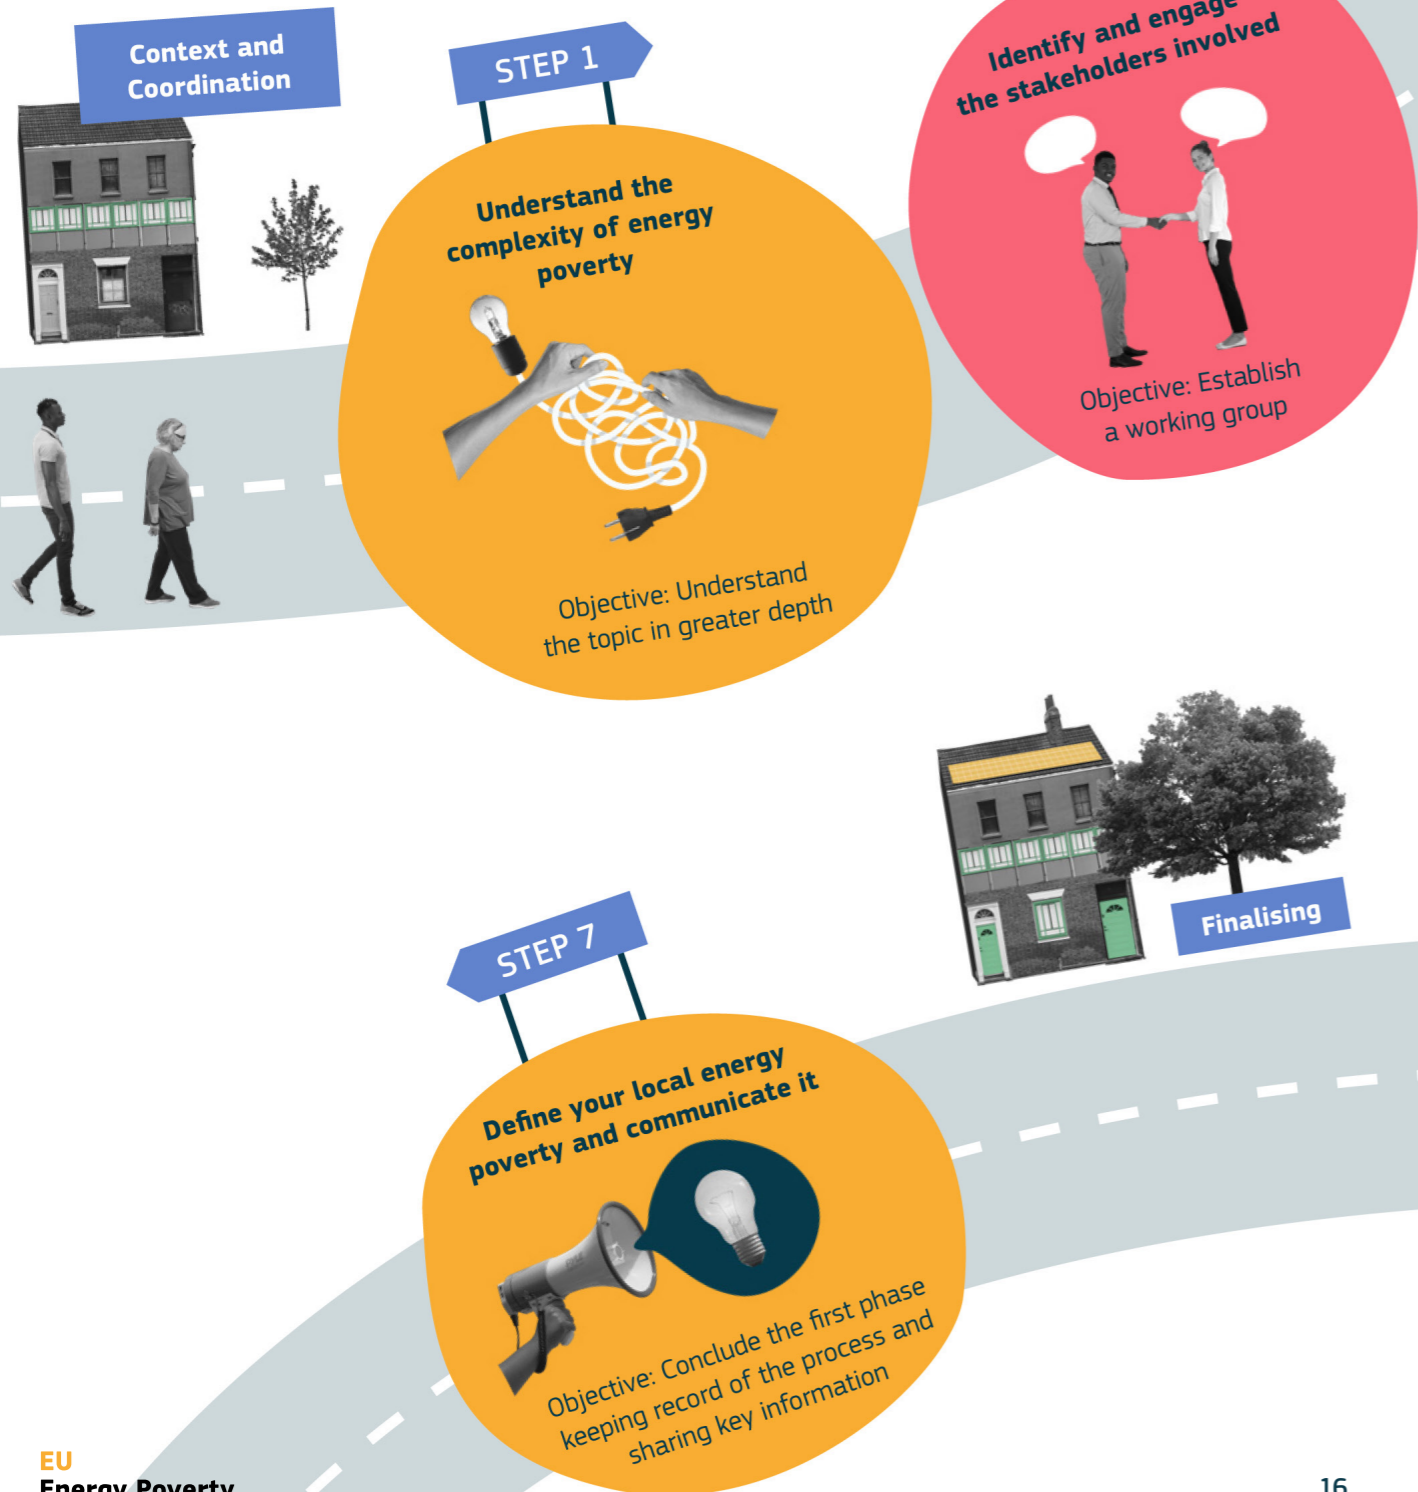 Context and
Coordination
STEP 1
Understand the
complexity of energy
poverty
Objective: Understand
the topic in greater depth
Identify and engage
the stakeholders involved
Objective: Establish
a working group
Finalising
STEP 7
Define your local energy
poverty and communicate it
Objective: Conclude the first phase
keeping record of the process and
sharing key information
EU
Energy Poverty
16